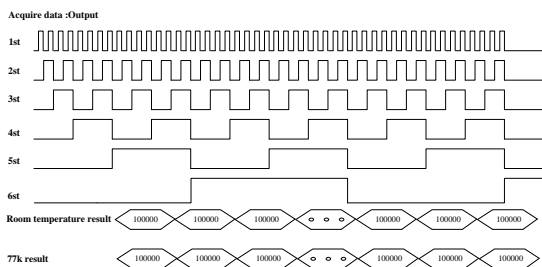 Acquire data :Output
1st
2st
3st
4st
5st
6st
Room temperature result 100000 100000 100000 100000 100000 100000
77k result 100000 100000 100000 100000 100000 100000